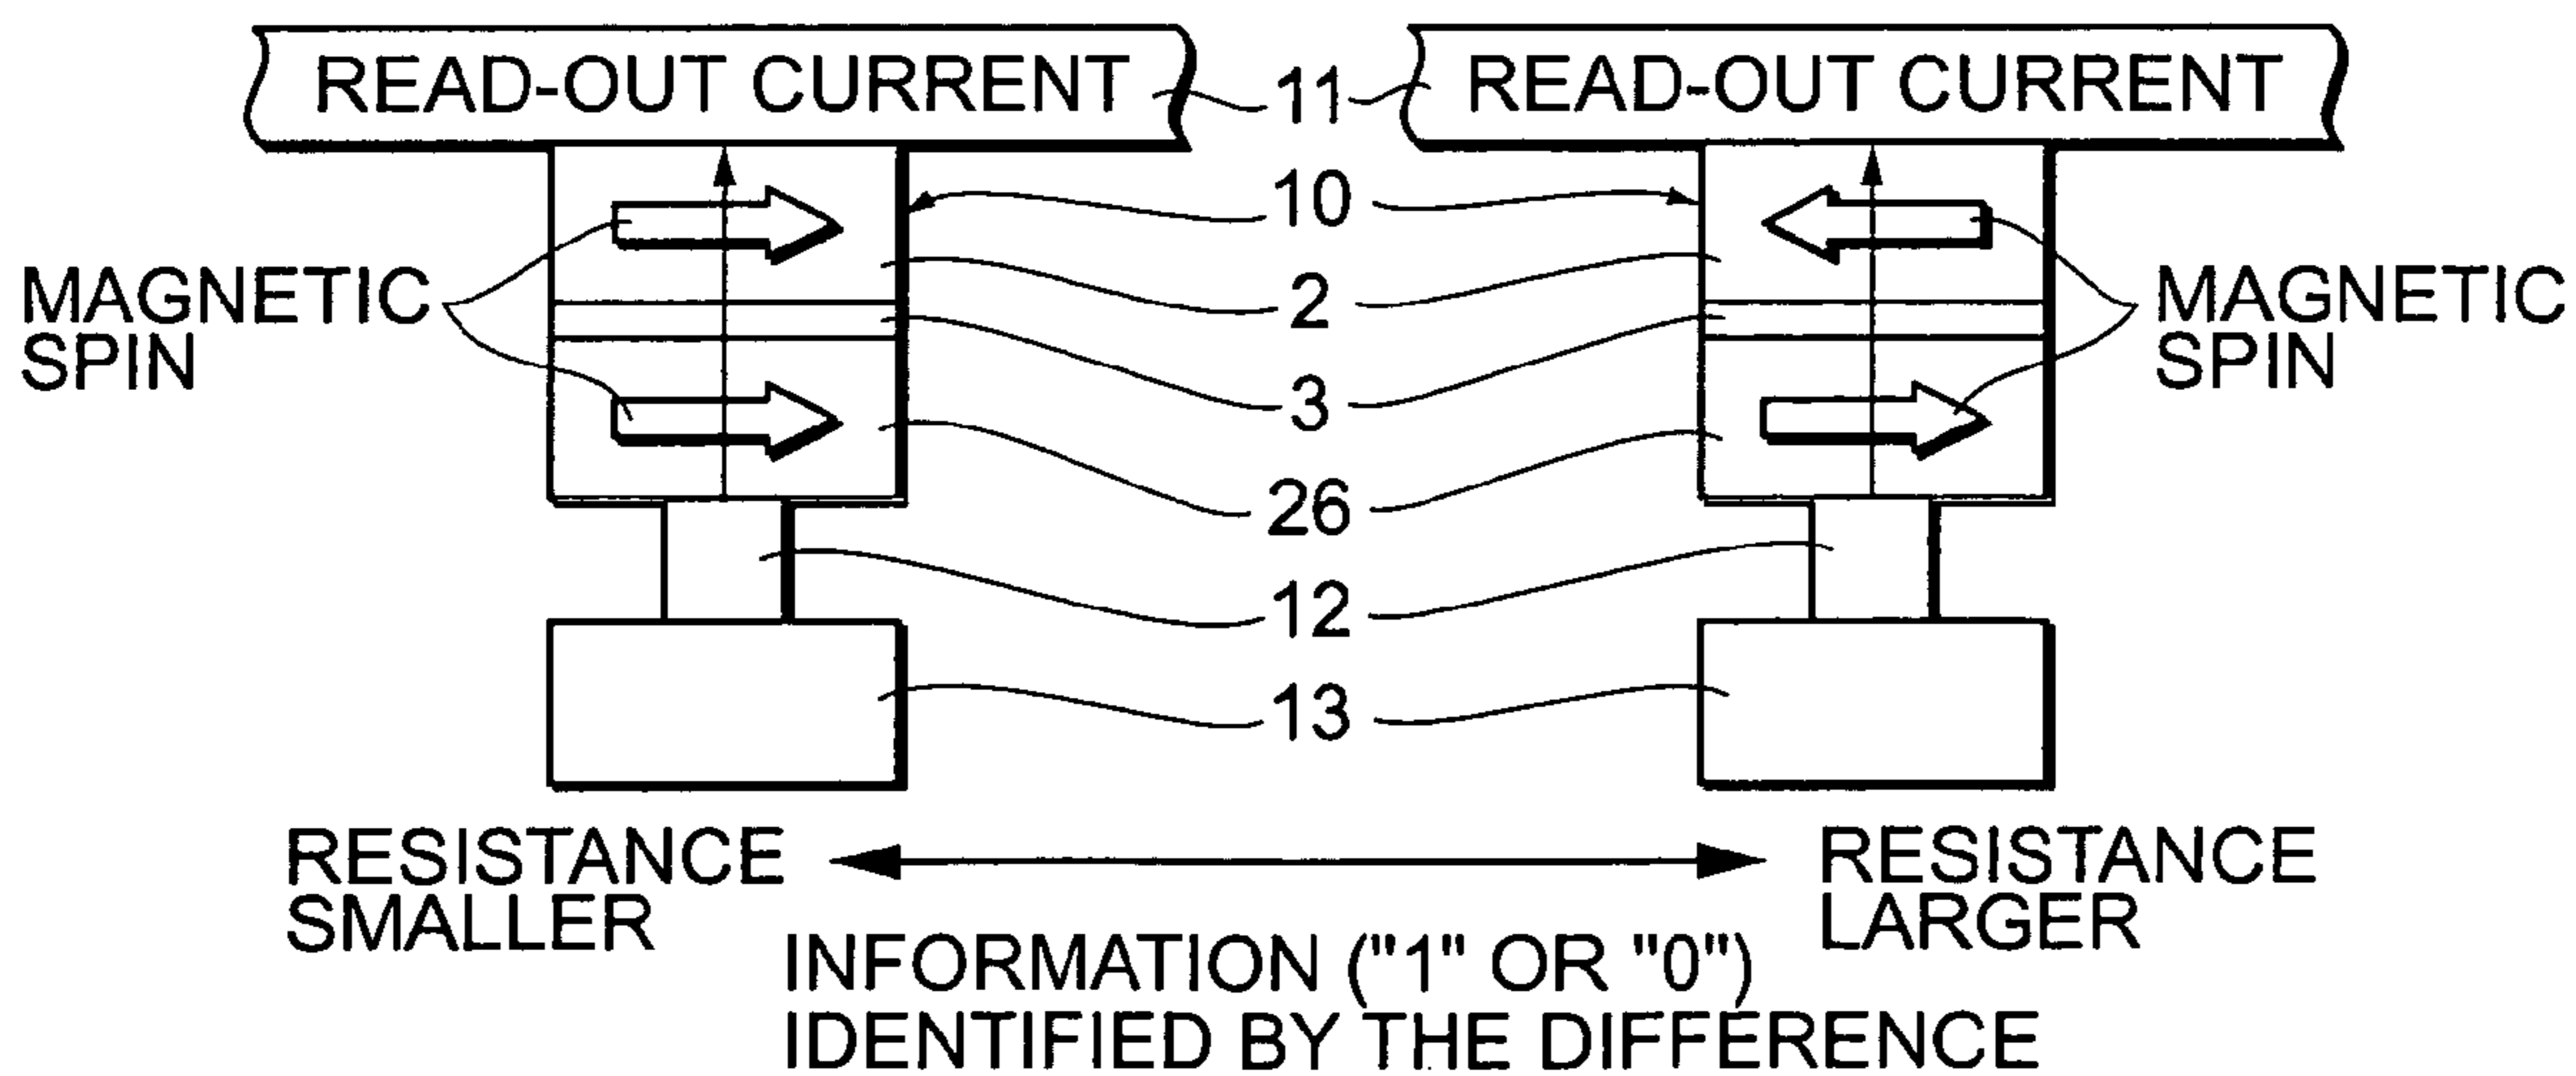 READ-OUT CURRENT
11
READ-OUT CURRENT
10
MAGNETIC
SPIN
2
MAGNETIC
SPIN
3
26
12
13
RESISTANCE
SMALLER
RESISTANCE
LARGER
INFORMATION ("1" OR "0")
IDENTIFIED BY THE DIFFERENCE